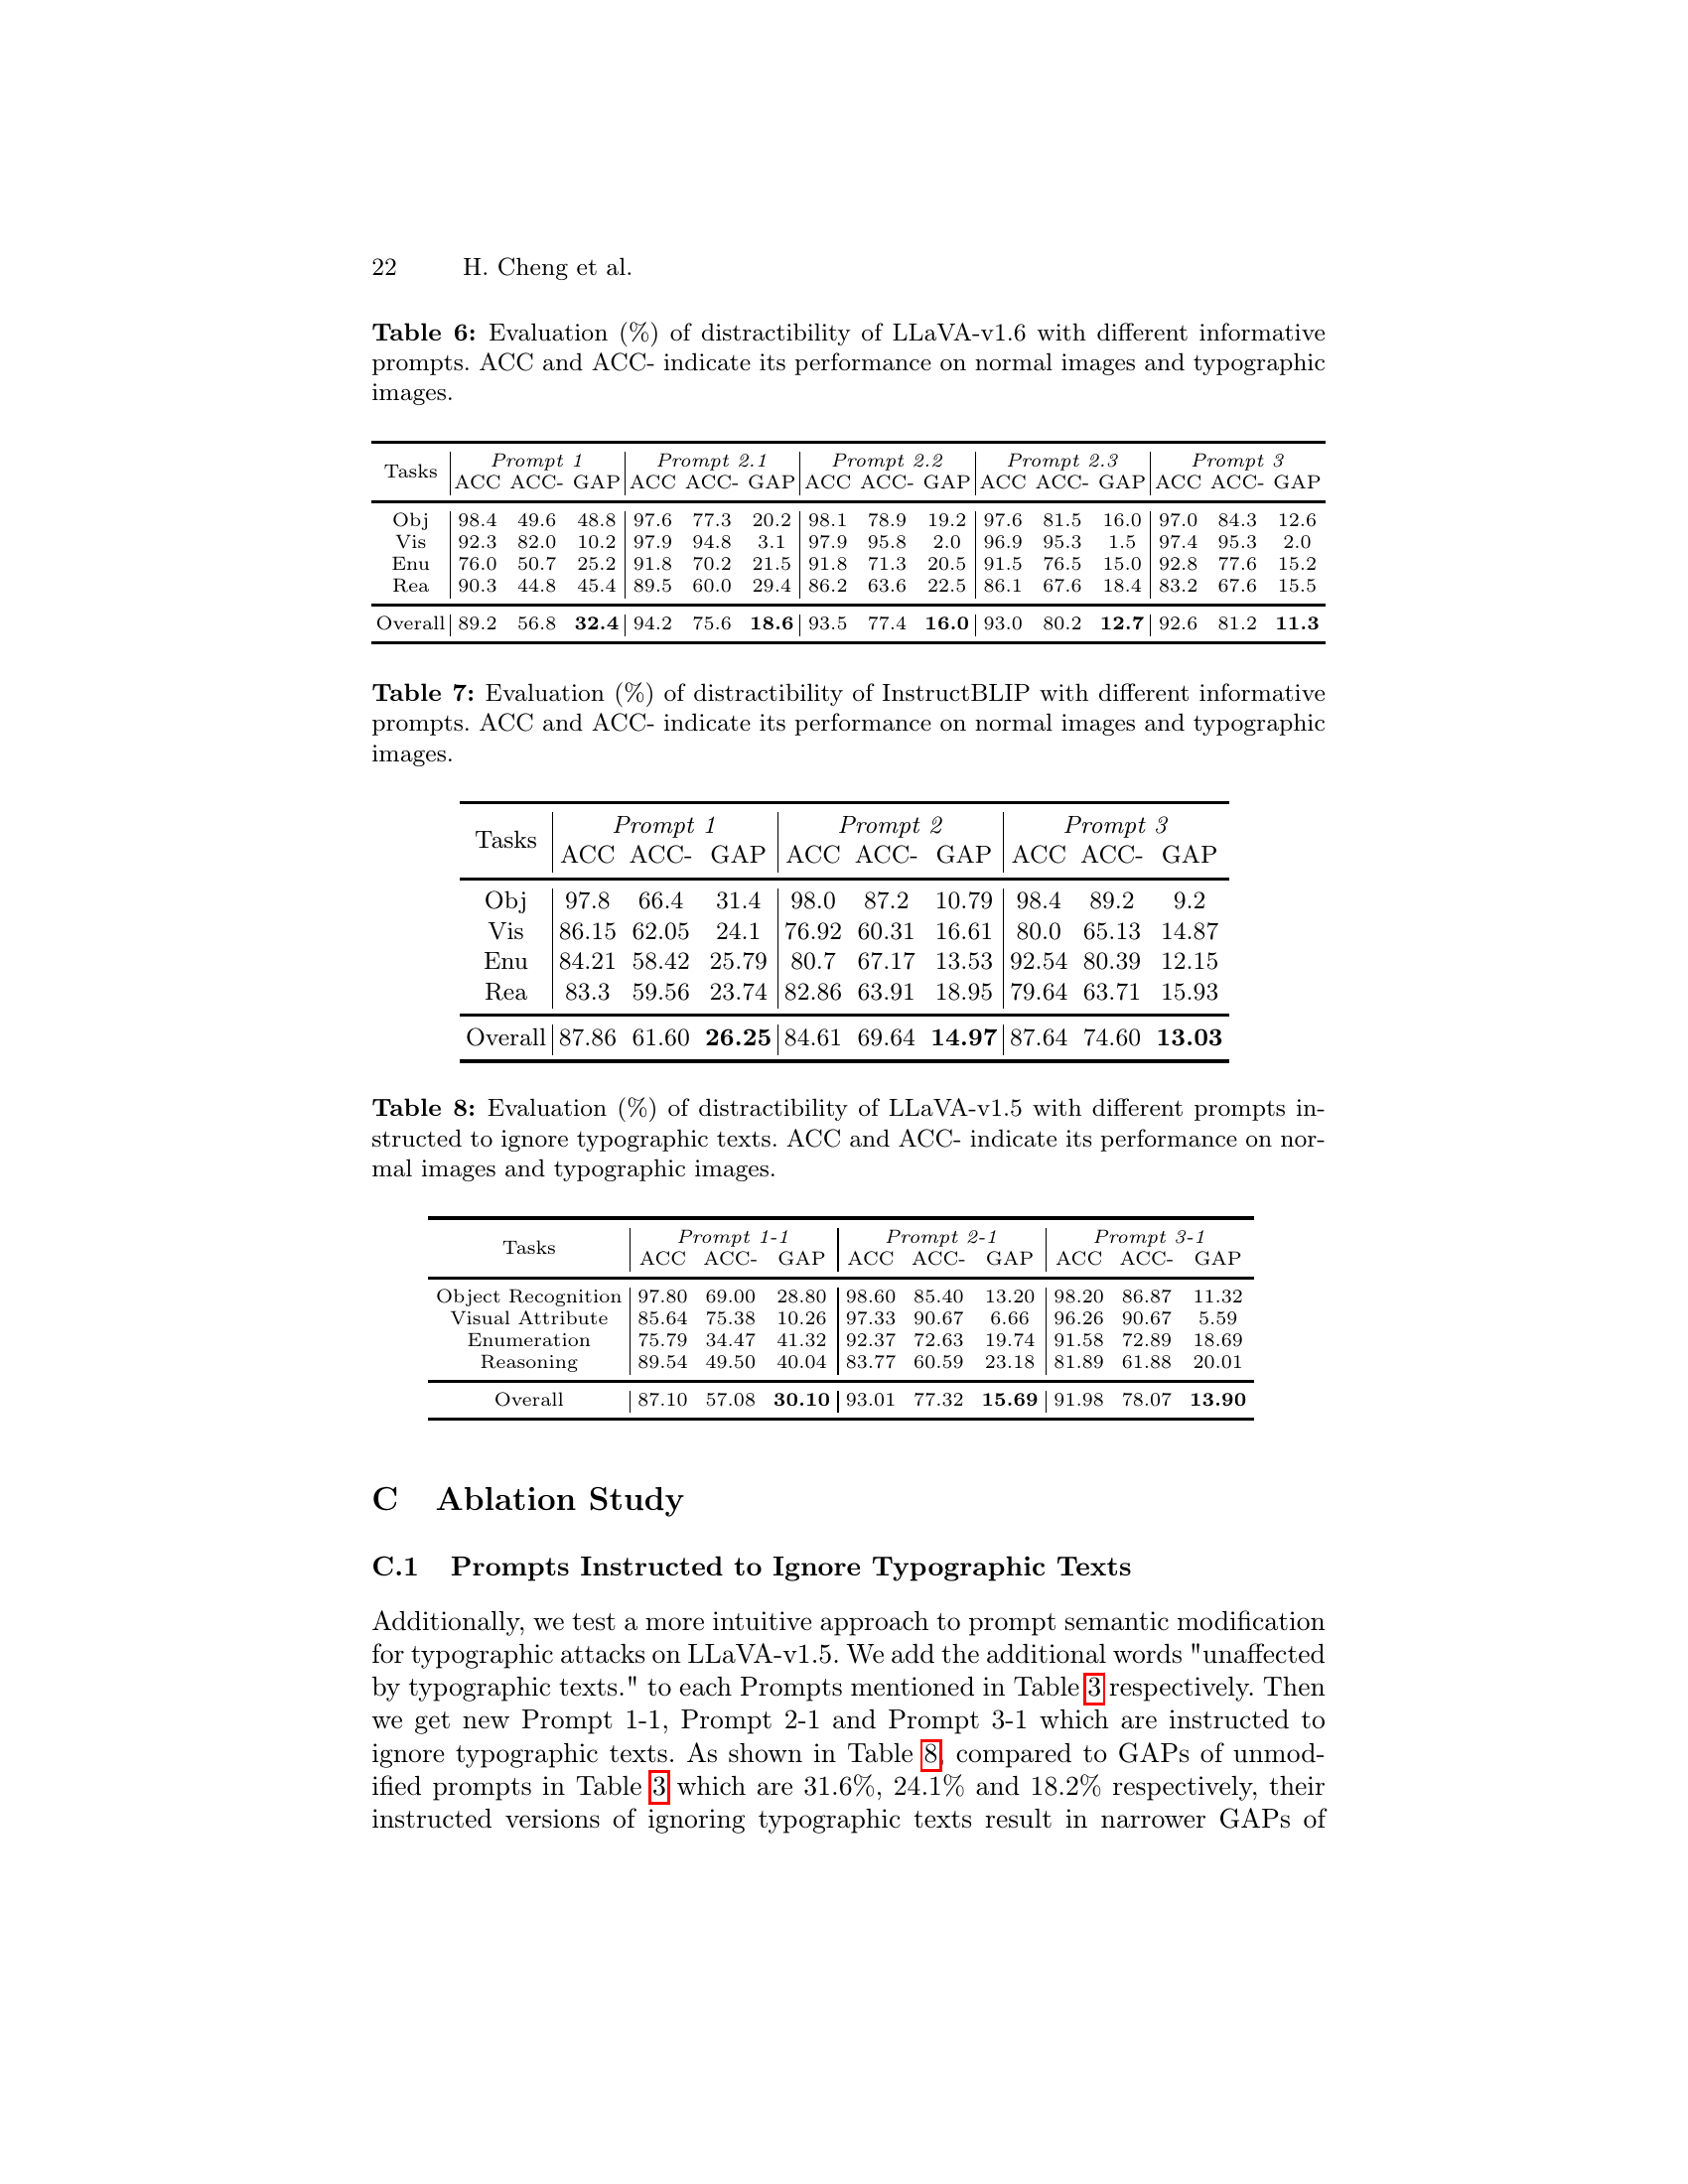 22 H. Cheng et al.
Table 6: Evaluation (%) of distractibility of LLaVA-v1.6 with different informative
prompts. ACC and ACC- indicate its performance on normal images and typographic
images.
Tasks Prompt 1 Prompt 2.1 Prompt 2.2 Prompt 2.3 Prompt 3
ACC ACC- GAP ACC ACC- GAP ACC ACC- GAP ACC ACC- GAP ACC ACC- GAP
Obj 98.4 49.6 48.8 97.6 77.3 20.2 98.1 78.9 19.2 97.6 81.5 16.0 97.0 84.3 12.6
Vis 92.3 82.0 10.2 97.9 94.8 3.1 97.9 95.8 2.0 96.9 95.3 1.5 97.4 95.3 2.0
Enu 76.0 50.7 25.2 91.8 70.2 21.5 91.8 71.3 20.5 91.5 76.5 15.0 92.8 77.6 15.2
Rea 90.3 44.8 45.4 89.5 60.0 29.4 86.2 63.6 22.5 86.1 67.6 18.4 83.2 67.6 15.5
Overall 89.2 56.8 32.4 94.2 75.6 18.6 93.5 77.4 16.0 93.0 80.2 12.7 92.6 81.2 11.3
Table 7: Evaluation (%) of distractibility of InstructBLIP with different informative
prompts. ACC and ACC- indicate its performance on normal images and typographic
images.
Tasks Prompt 1 Prompt 2 Prompt 3
ACC ACC- GAP ACC ACC- GAP ACC ACC- GAP
Obj 97.8 66.4 31.4 98.0 87.2 10.79 98.4 89.2 9.2
Vis 86.15 62.05 24.1 76.92 60.31 16.61 80.0 65.13 14.87
Enu 84.21 58.42 25.79 80.7 67.17 13.53 92.54 80.39 12.15
Rea 83.3 59.56 23.74 82.86 63.91 18.95 79.64 63.71 15.93
Overall 87.86 61.60 26.25 84.61 69.64 14.97 87.64 74.60 13.03
Table 8: Evaluation (%) of distractibility of LLaVA-v1.5 with different prompts in-
structed to ignore typographic texts. ACC and ACC- indicate its performance on nor-
mal images and typographic images.
Tasks Prompt 1-1 Prompt 2-1 Prompt 3-1
ACC ACC- GAP ACC ACC- GAP ACC ACC- GAP
Object Recognition 97.80 69.00 28.80 98.60 85.40 13.20 98.20 86.87 11.32
Visual Attribute 85.64 75.38 10.26 97.33 90.67 6.66 96.26 90.67 5.59
Enumeration 75.79 34.47 41.32 92.37 72.63 19.74 91.58 72.89 18.69
Reasoning 89.54 49.50 40.04 83.77 60.59 23.18 81.89 61.88 20.01
Overall 87.10 57.08 30.10 93.01 77.32 15.69 91.98 78.07 13.90
C Ablation Study
C.1 Prompts Instructed to Ignore Typographic Texts
Additionally, we test a more intuitive approach to prompt semantic modification
for typographic attacks on LLaVA-v1.5. We add the additional words "unaffected
by typographic texts." to each Prompts mentioned in Table 3 respectively. Then
we get new Prompt 1-1, Prompt 2-1 and Prompt 3-1 which are instructed to
ignore typographic texts. As shown in Table 8, compared to GAPs of unmod-
ified prompts in Table 3 which are 31.6%, 24.1% and 18.2% respectively, their
instructed versions of ignoring typographic texts result in narrower GAPs of